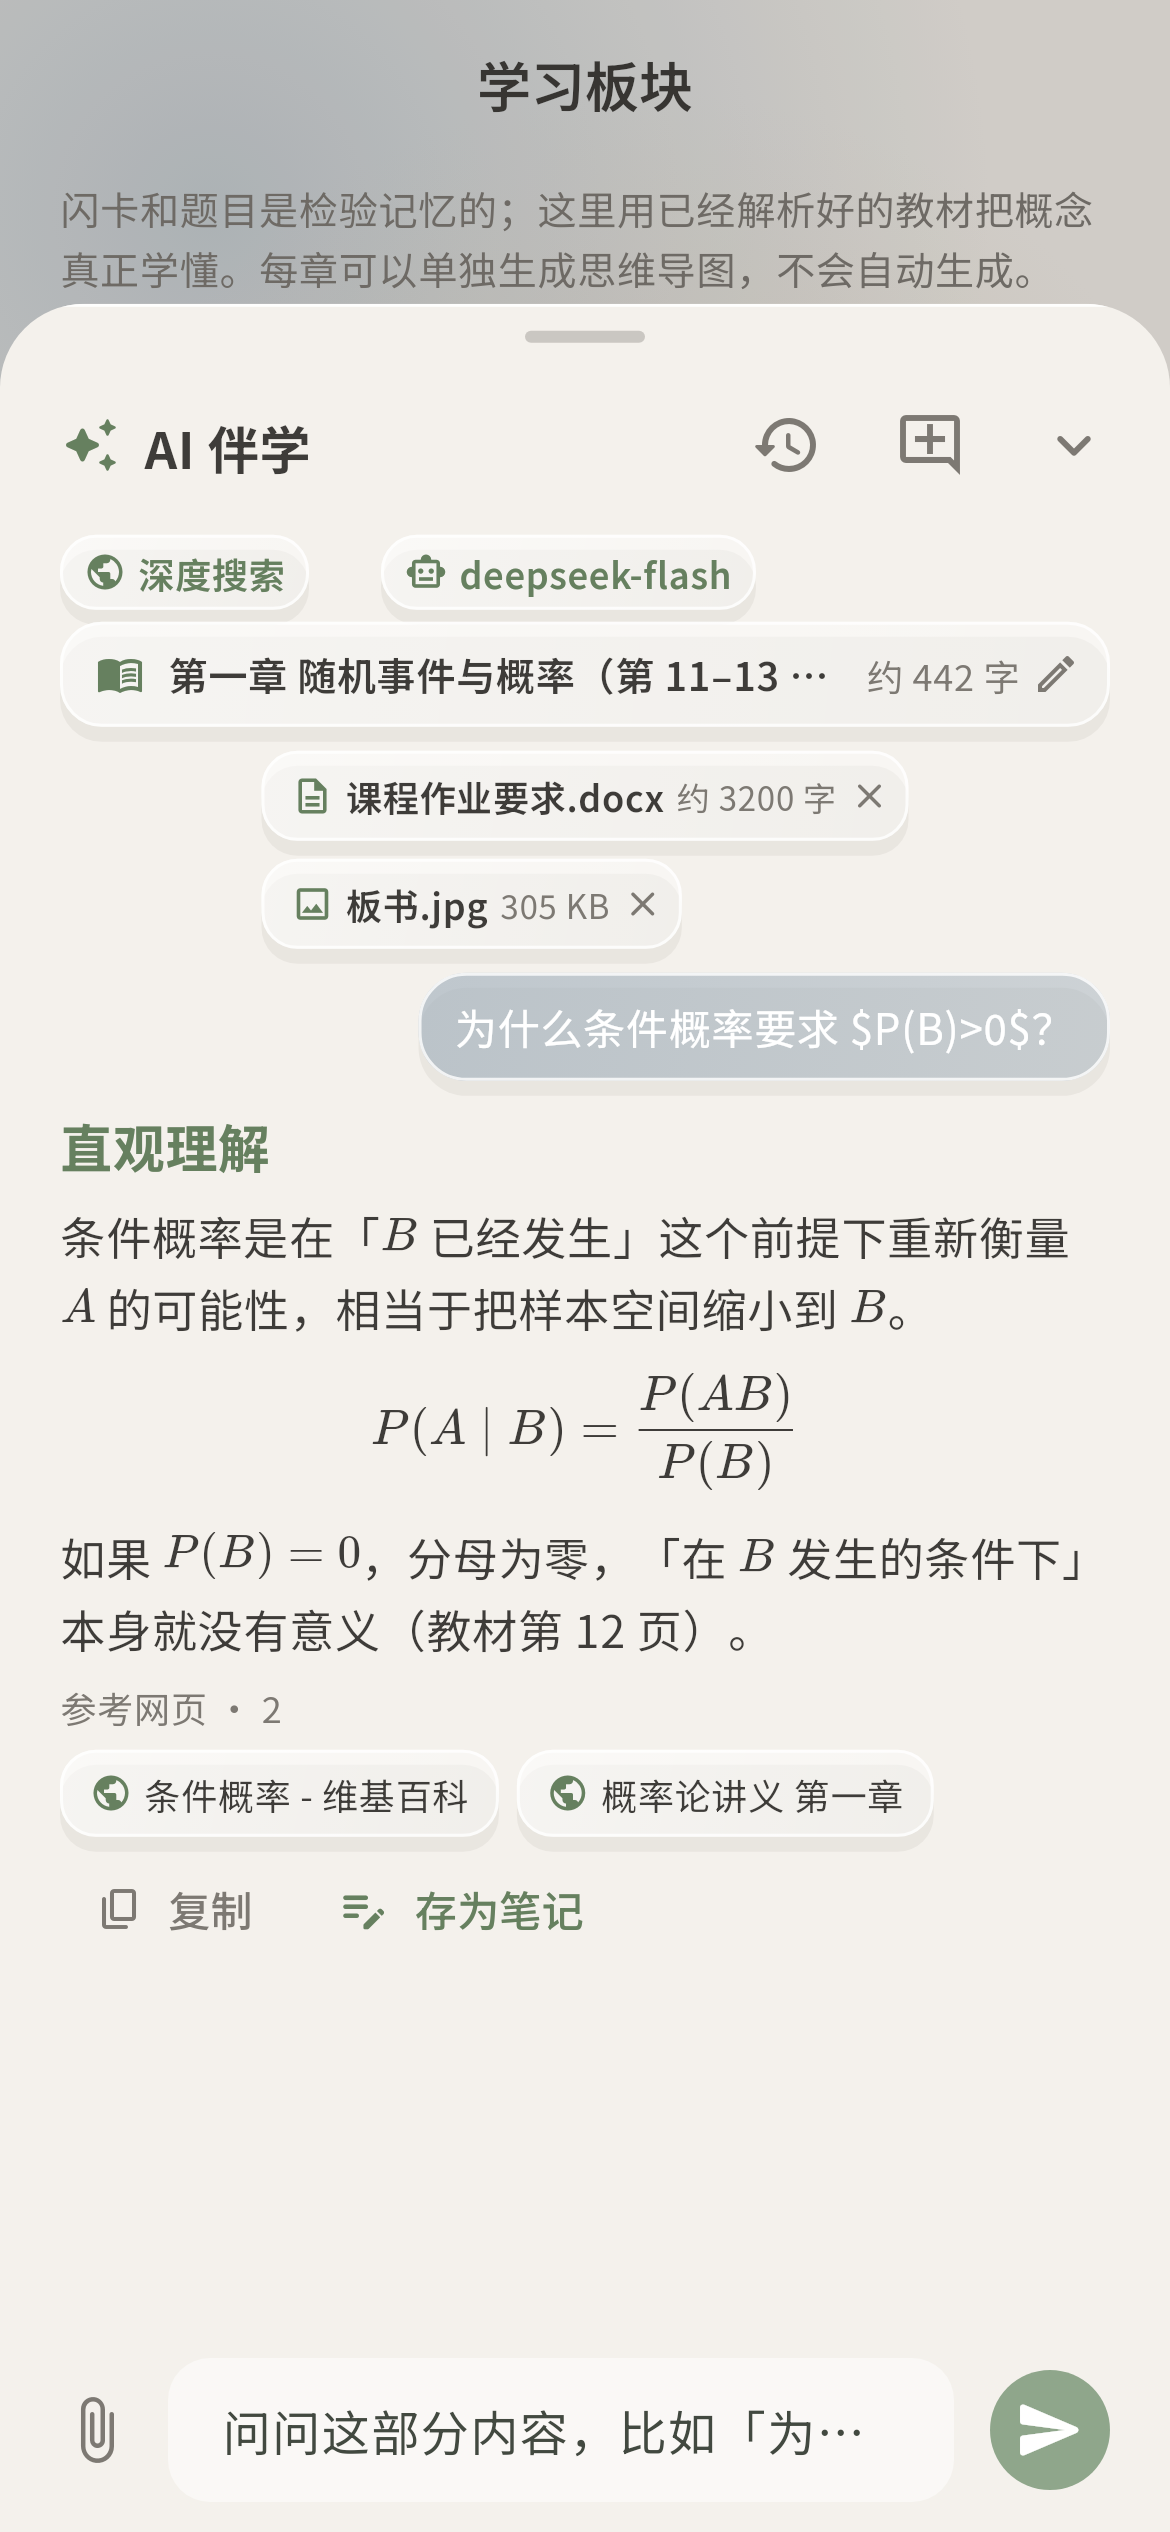 学习板块
闪卡和题目是检验记忆的；这里用已经解析好的教材把概念
真正学懂。每章可以单独生成思维导图，不会自动生成。
AI 伴学
深度搜索 deepseek-flash
第一章 随机事件与概率（第 11–13 … 约 442 字
课程作业要求.docx 约 3200 字
板书.jpg 305 KB
为什么条件概率要求 $P(B)>0$？
直观理解
条件概率是在「B 已经发生」这个前提下重新衡量
A 的可能性，相当于把样本空间缩小到 B。
P(A | B) = P(AB) / P(B)
如果 P(B) = 0，分母为零，「在 B 发生的条件下」
本身就没有意义（教材第 12 页）。
参考网页 · 2
条件概率 - 维基百科 概率论讲义 第一章
复制 存为笔记
问问这部分内容，比如「为…